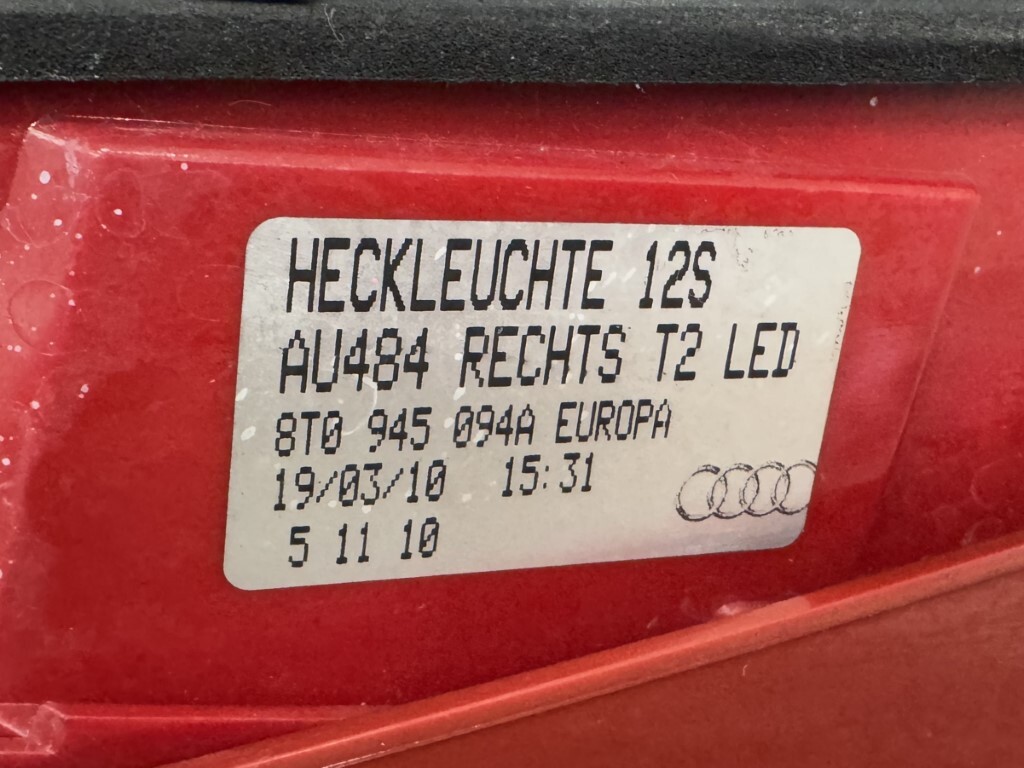 HECKLEUCHTE 12S
AU484 RECHTS T2 LED
8T0 945 094A EUROPA
19/03/10 15:31
5 11 10